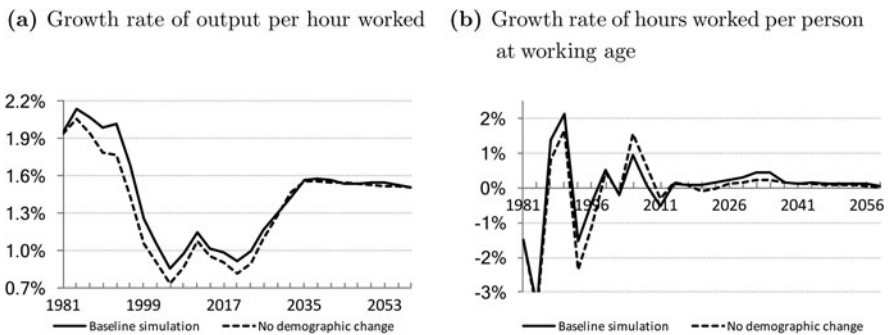 (a) Growth rate of output per hour worked
(b) Growth rate of hours worked per person
at working age
2.2%
1.9%
1.6%
1.3%
1.0%
0.7%
1981 1999 2017 2035 2053
Baseline simulation No demographic change
2%
1%
0%
-1%
-2%
-3%
1981 1996 2011 2026 2041 2056
Baseline simulation No demographic change